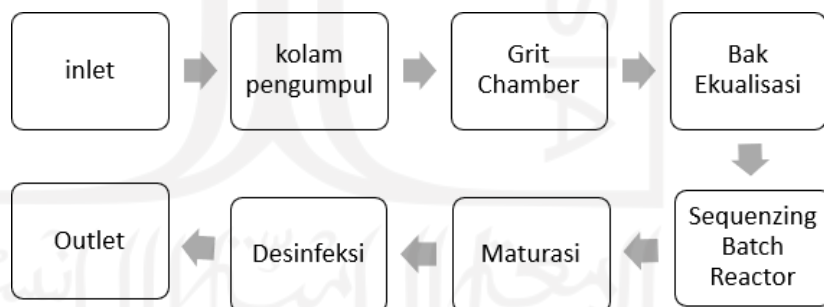 inlet
kolam
pengumpul
Grit
Chamber
Bak
Ekualisasi
Sequenzing
Batch
Reactor
Maturasi
Desinfeksi
Outlet